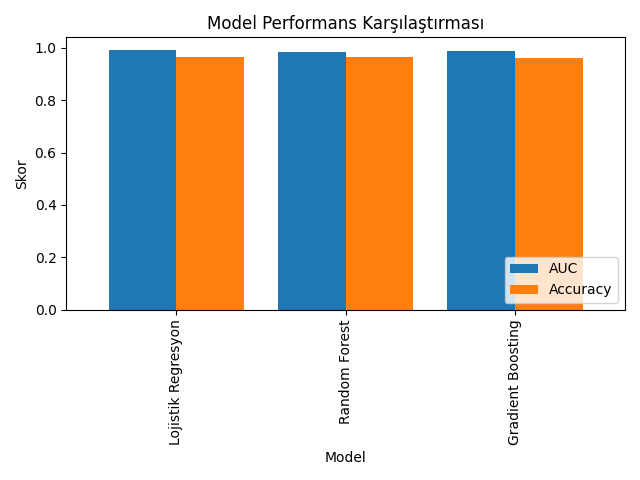 Model Performans Karşılaştırması
1.0
0.8
0.6
0.4
0.2
0.0
Skor
AUC
Accuracy
Lojistik Regresyon
Random Forest
Gradient Boosting
Model